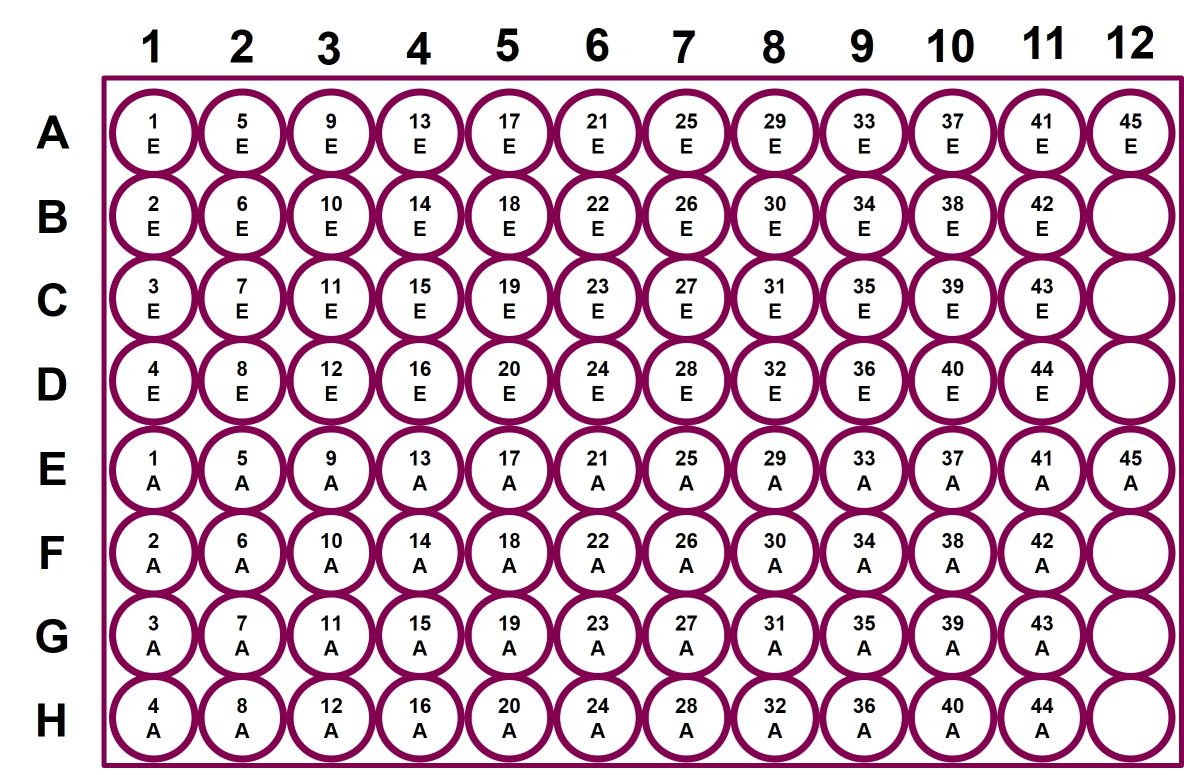 1 2 3 4 5 6 7 8 9 10 11 12
A 1 5 9 13 17 21 25 29 33 37 41 45
E E E E E E E E E E E E
B 2 6 10 14 18 22 26 30 34 38 42
E E E E E E E E E E E
C 3 7 11 15 19 23 27 31 35 39 43
E E E E E E E E E E E
D 4 8 12 16 20 24 28 32 36 40 44
E E E E E E E E E E E
E 1 5 9 13 17 21 25 29 33 37 41 45
A A A A A A A A A A A A
F 2 6 10 14 18 22 26 30 34 38 42
A A A A A A A A A A A
G 3 7 11 15 19 23 27 31 35 39 43
A A A A A A A A A A A
H 4 8 12 16 20 24 28 32 36 40 44
A A A A A A A A A A A